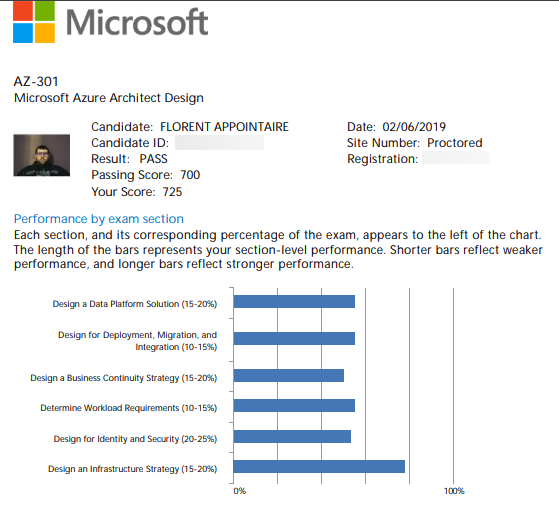 Microsoft
AZ-301
Microsoft Azure Architect Design
Candidate: FLORENT APPOINTAIRE
Candidate ID:
Result: PASS
Passing Score: 700
Your Score: 725
Date: 02/06/2019
Site Number: Proctored
Registration:
Performance by exam section
Each section, and its corresponding percentage of the exam, appears to the left of the chart.
The length of the bars represents your section-level performance. Shorter bars reflect weaker
performance, and longer bars reflect stronger performance.
Design a Data Platform Solution (15-20%)
Design for Deployment, Migration, and
Integration (10-15%)
Design a Business Continuity Strategy (15-20%)
Determine Workload Requirements (10-15%)
Design for Identity and Security (20-25%)
Design an Infrastructure Strategy (15-20%)
0%
100%